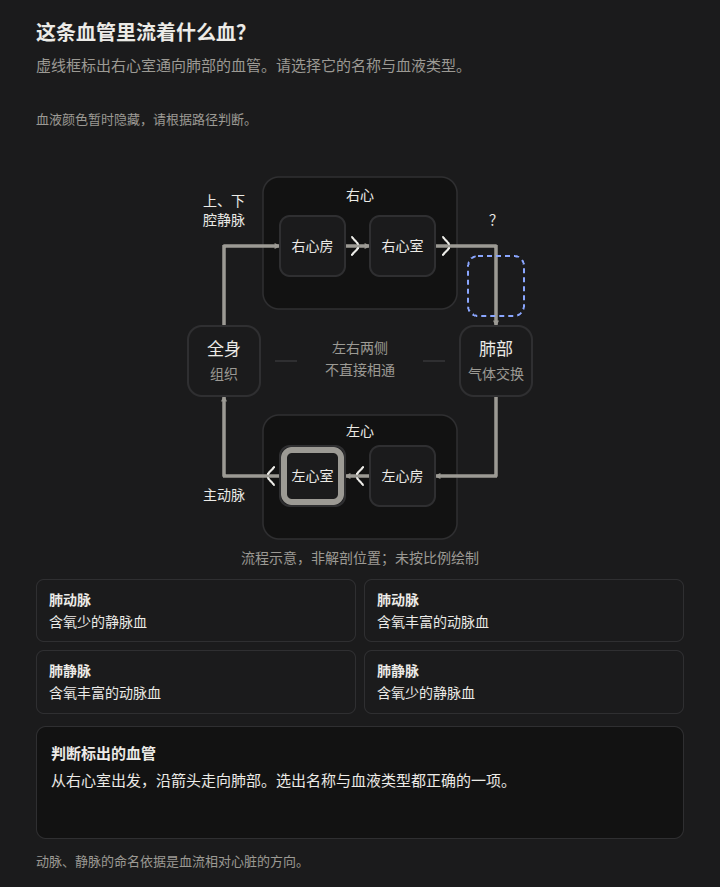 这条血管里流着什么血？
虚线框标出右心室通向肺部的血管。请选择它的名称与血液类型。
血液颜色暂时隐藏，请根据路径判断。
右心
上、下
腔静脉
？
右心房
右心室
全身
组织
左右两侧
不直接相通
肺部
气体交换
左心
左心室
左心房
主动脉
流程示意，非解剖位置；未按比例绘制
肺动脉
含氧少的静脉血
肺动脉
含氧丰富的动脉血
肺静脉
含氧丰富的动脉血
肺静脉
含氧少的静脉血
判断标出的血管
从右心室出发，沿箭头走向肺部。选出名称与血液类型都正确的一项。
动脉、静脉的命名依据是血流相对心脏的方向。